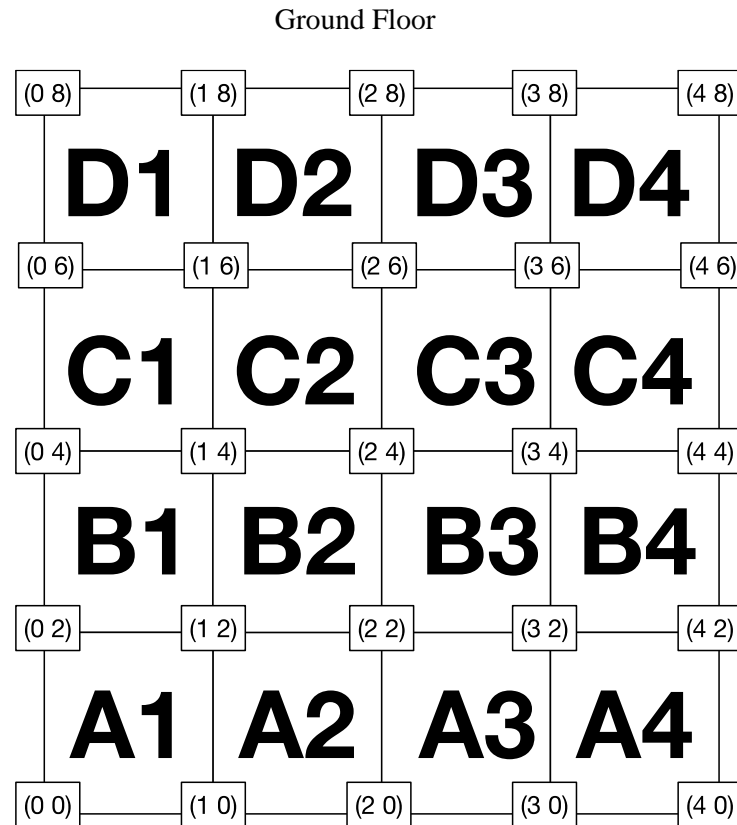 Ground Floor
(0 8) (1 8) (2 8) (3 8) (4 8)
D1 D2 D3 D4
(0 6) (1 6) (2 6) (3 6) (4 6)
C1 C2 C3 C4
(0 4) (1 4) (2 4) (3 4) (4 4)
B1 B2 B3 B4
(0 2) (1 2) (2 2) (3 2) (4 2)
A1 A2 A3 A4
(0 0) (1 0) (2 0) (3 0) (4 0)